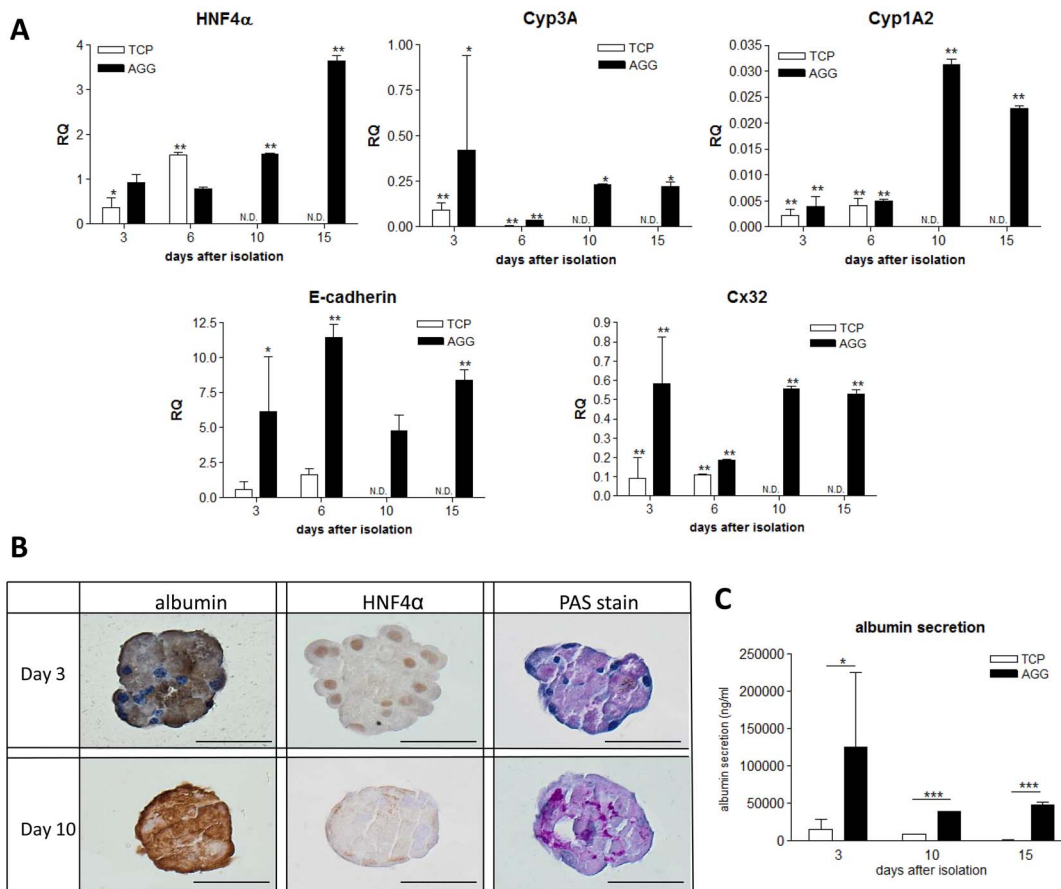 A
HNF4α
Cyp3A
Cyp1A2
TCP
AGG
TCP
AGG
TCP
AGG
RQ
4
3
2
1
0
*
**
**
**
N.D.
N.D.
3
6
10
15
days after isolation
RQ
1.00
0.75
0.50
0.25
0.00
**
*
**
**
N.D.
*
N.D.
*
3
6
10
15
days after isolation
RQ
0.035
0.030
0.025
0.020
0.015
0.010
0.005
0.000
**
**
**
**
N.D.
**
N.D.
**
3
6
10
15
days after isolation
E-cadherin
TCP
AGG
RQ
12.5
10.0
7.5
5.0
2.5
0.0
*
**
**
N.D.
N.D.
3
6
10
15
days after isolation
Cx32
TCP
AGG
RQ
0.9
0.8
0.7
0.6
0.5
0.4
0.3
0.2
0.1
0.0
**
**
**
**
N.D.
**
N.D.
**
3
6
10
15
days after isolation
B
albumin
HNF4α
PAS stain
Day 3
Day 10
C
albumin secretion
TCP
AGG
albumin secretion (ng/ml)
250000
200000
150000
100000
50000
0
*
***
***
3
10
15
days after isolation